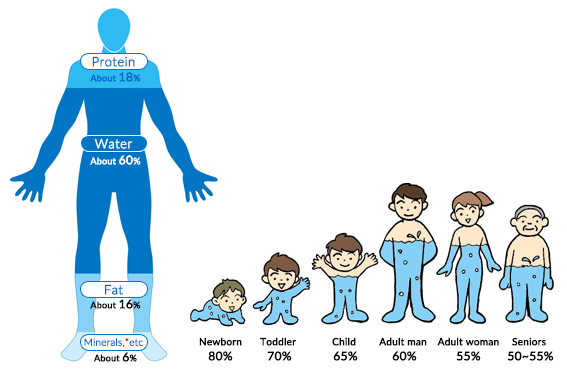 Protein
About 18%
Water
About 60%
Fat
About 16%
Minerals,*etc
About 6%
Newborn
80%
Toddler
70%
Child
65%
Adult man
60%
Adult woman
55%
Seniors
50~55%